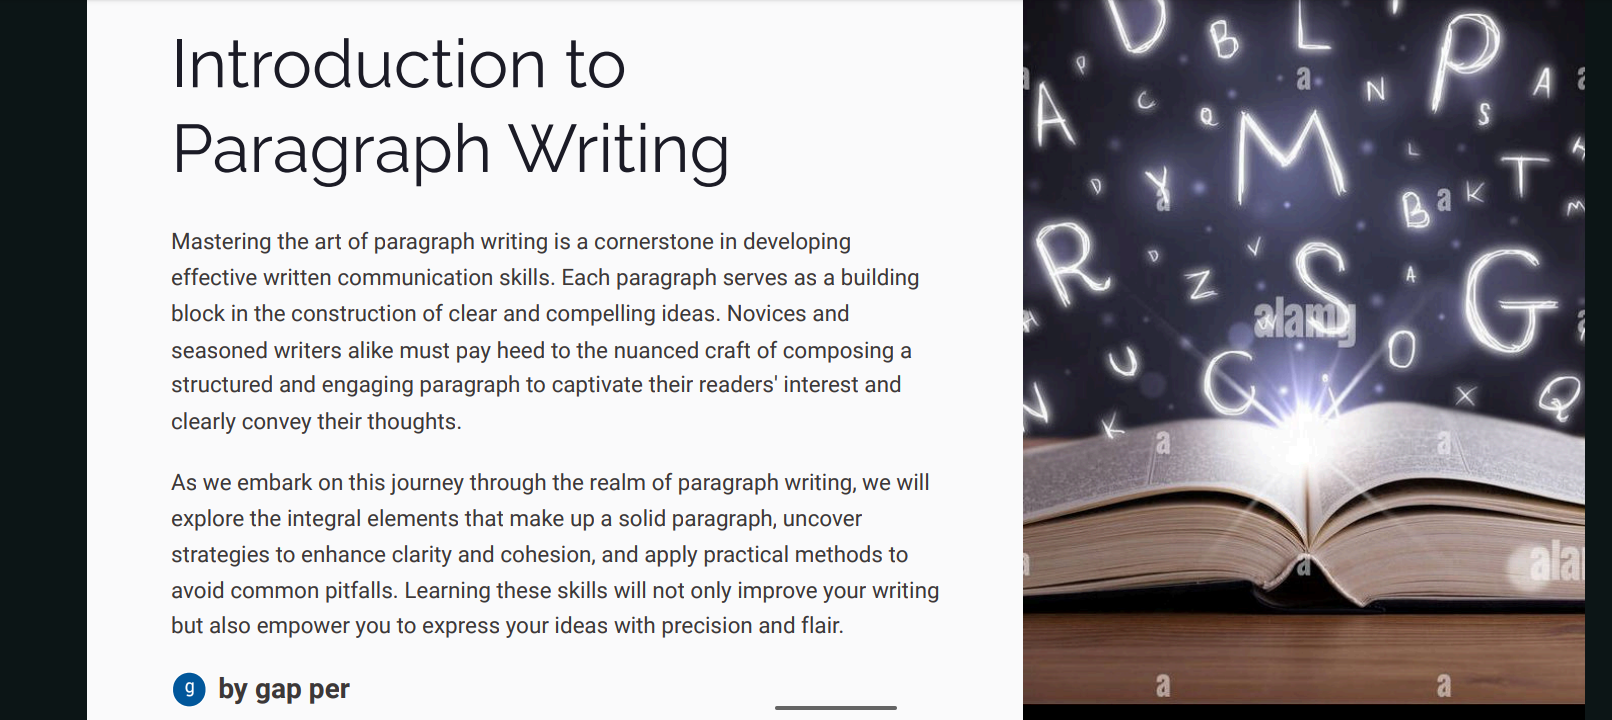 Introduction to
Paragraph Writing
Mastering the art of paragraph writing is a cornerstone in developing
effective written communication skills. Each paragraph serves as a building
block in the construction of clear and compelling ideas. Novices and
seasoned writers alike must pay heed to the nuanced craft of composing a
structured and engaging paragraph to captivate their readers' interest and
clearly convey their thoughts.
As we embark on this journey through the realm of paragraph writing, we will
explore the integral elements that make up a solid paragraph, uncover
strategies to enhance clarity and cohesion, and apply practical methods to
avoid common pitfalls. Learning these skills will not only improve your writing
but also empower you to express your ideas with precision and flair.
g by gap per
D B L P
P a A
A C Q N S
M L T
D Y a B a K M
R D V S A G
Z
W alamy
U C O
N K X Q
a a
a ala
a a